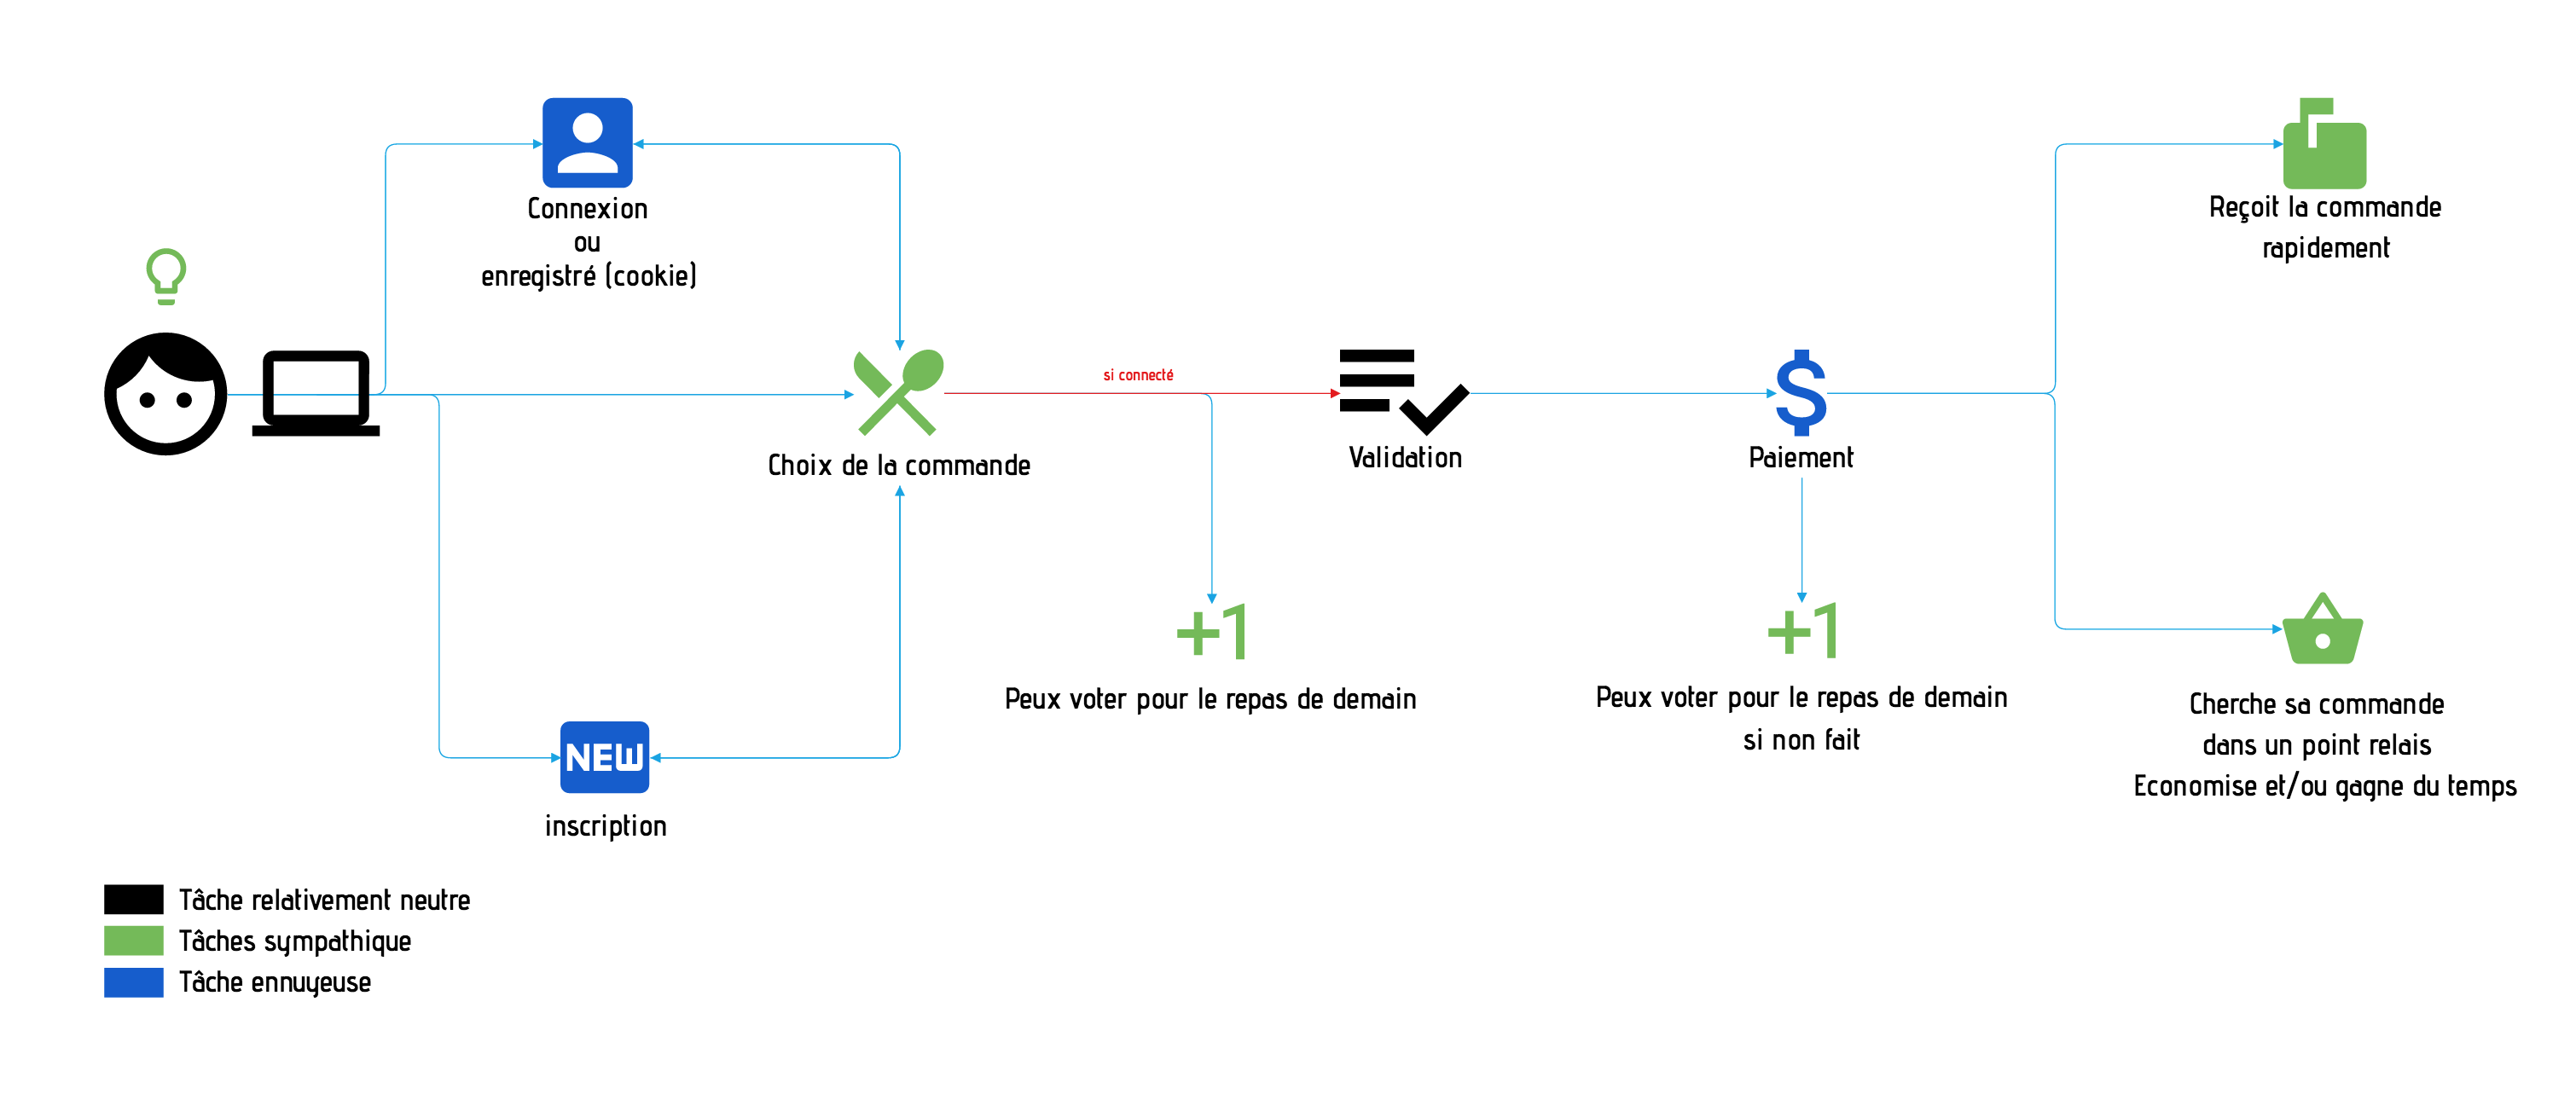 Connexion
ou
enregistré (cookie)
Reçoit la commande
rapidement
si connecté
Choix de la commande
Validation
Paiement
+1
Peux voter pour le repas de demain
+1
Peux voter pour le repas de demain
si non fait
Cherche sa commande
dans un point relais
Economise et/ou gagne du temps
NEW
inscription
Tâche relativement neutre
Tâches sympathique
Tâche ennuyeuse